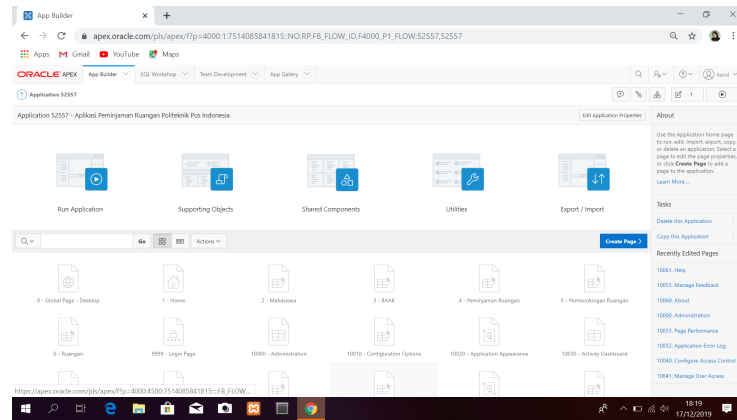 App Builder
apex.oracle.com/pls/apex/f?p=4000:1:7514085841815::NO:RP:FB_FLOW_ID,F4000_P1_FLOW:52557,52557
Apps Gmail YouTube Maps
ORACLE APEX App Builder SQL Workshop Team Development App Gallery nurul
Application 52557 1
Application 52557 - Aplikasi Peminjaman Ruangan Politeknik Pos Indonesia Edit Application Properties
Run Application Supporting Objects Shared Components Utilities Export / Import
Go Actions Create Page
0 - Global Page - Desktop 1 - Home 2 - Mahasiswa 3 - BAAK 4 - Peminjaman Ruangan 5 - Pembookingan Ruangan
6 - Ruangan 9999 - Login Page 10000 - Administration 10010 - Configuration Options 10020 - Application Appearance 10030 - Activity Dashboard
About
Use the Application home page
to run, edit, import, export, copy,
or delete an application. Select a
page to edit the page properties,
or click Create Page to add a
page to the application.
Learn More ...
Tasks
Delete this Application
Copy this Application
Recently Edited Pages
10061. Help
10053. Manage Feedback
10060. About
10000. Administration
10033. Page Performance
10032. Application Error Log
10040. Configure Access Control
10041. Manage User Access
https://apex.oracle.com/pls/apex/f?p=4000:4500:7514085841815::::FB_FLOW...
18:19
17/12/2019